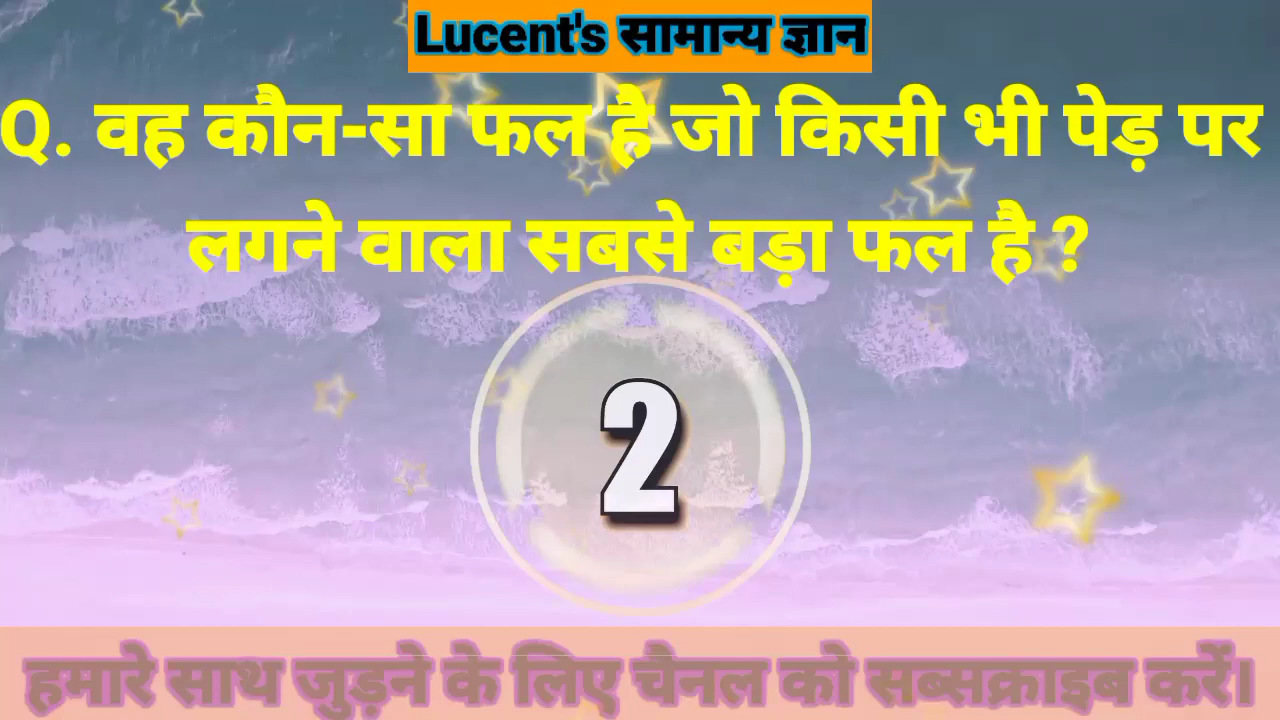 Lucent's सामान्य ज्ञान
Q. वह कौन-सा फल है जो किसी भी पेड़ पर
लगने वाला सबसे बड़ा फल है ?
2
हमारे साथ जुड़ने के लिए चैनल को सब्सक्राइब करें।